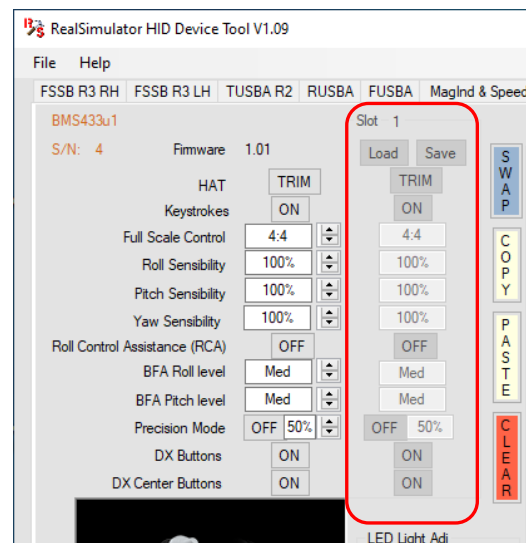 RealSimulator HID Device Tool V1.09
File Help
FSSB R3 RH FSSB R3 LH TUSBA R2 RUSBA FUSBA MagInd & Speed
BMS433u1 Slot 1
S/N: 4 Firmware 1.01 Load Save
HAT TRIM TRIM
Keystrokes ON ON
Full Scale Control 4:4 4:4
Roll Sensibility 100% 100%
Pitch Sensibility 100% 100%
Yaw Sensibility 100% 100%
Roll Control Assistance (RCA) OFF OFF
BFA Roll level Med Med
BFA Pitch level Med Med
Precision Mode OFF 50% OFF 50%
DX Buttons ON ON
DX Center Buttons ON ON
SWAP
COPY
PASTE
CLEAR
LED Light Adj